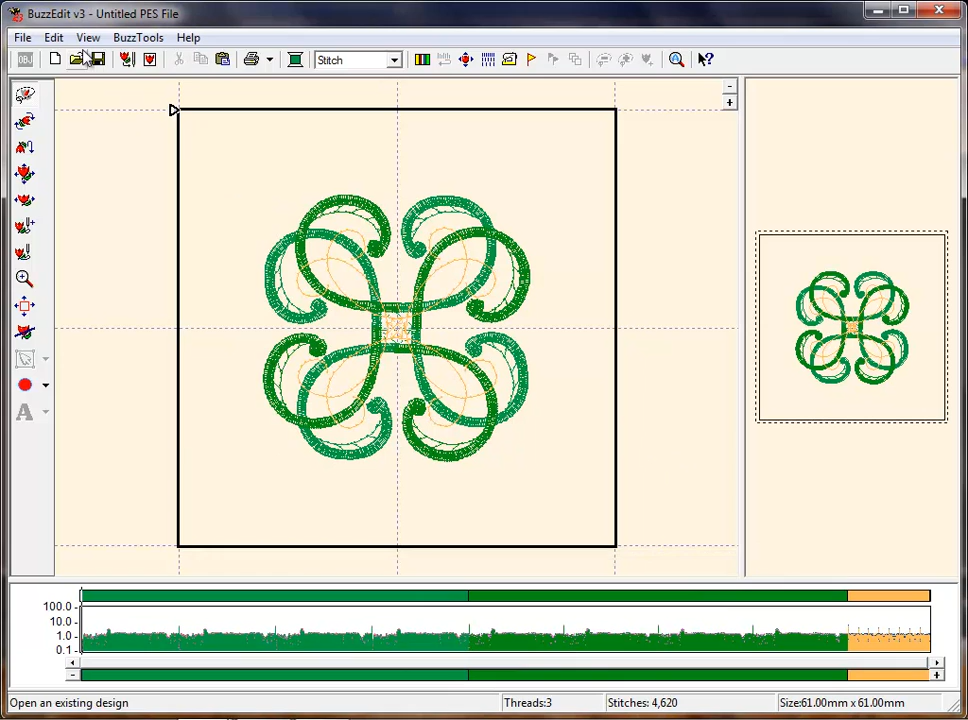 BuzzEdit v3 - Untitled PES File
File Edit View BuzzTools Help
OBJ Stitch
A
100.0
10.0
1.0
0.1
Open an existing design Threads:3 Stitches: 4,620 Size:61.00mm x 61.00mm